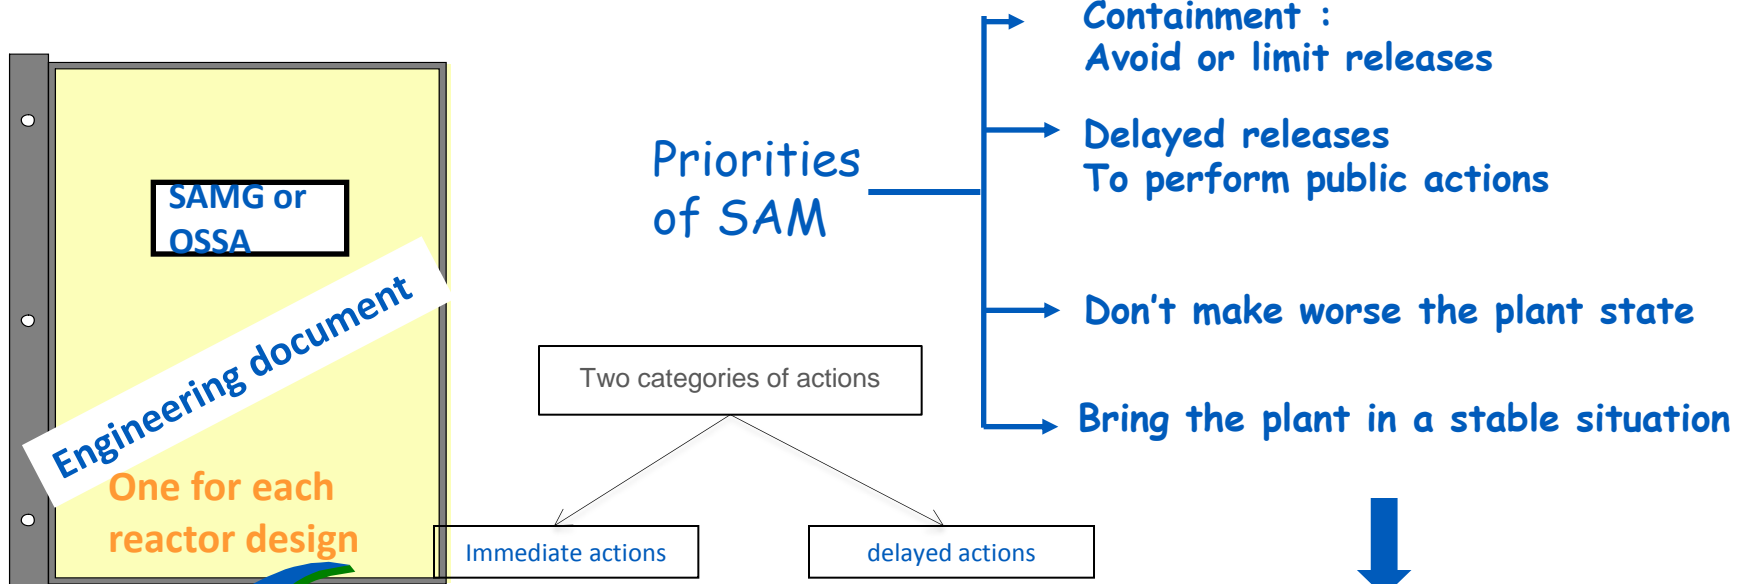 SAMG or
OSSA
Engineering document
One for each
reactor design
Priorities
of SAM
Containment :
Avoid or limit releases
Delayed releases
To perform public actions
Don't make worse the plant state
Bring the plant in a stable situation
Two categories of actions
Immediate actions
delayed actions